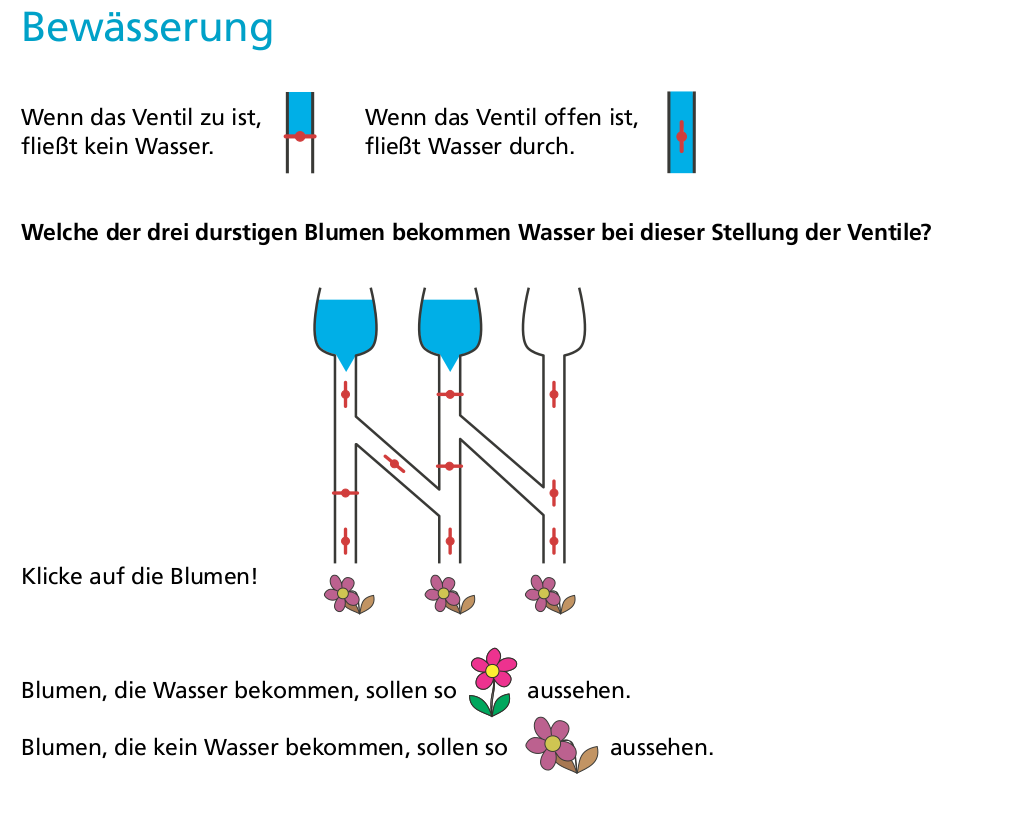 Bewässerung
Wenn das Ventil zu ist,
fließt kein Wasser.
Wenn das Ventil offen ist,
fließt Wasser durch.
Welche der drei durstigen Blumen bekommen Wasser bei dieser Stellung der Ventile?
Klicke auf die Blumen!
Blumen, die Wasser bekommen, sollen so aussehen.
Blumen, die kein Wasser bekommen, sollen so aussehen.